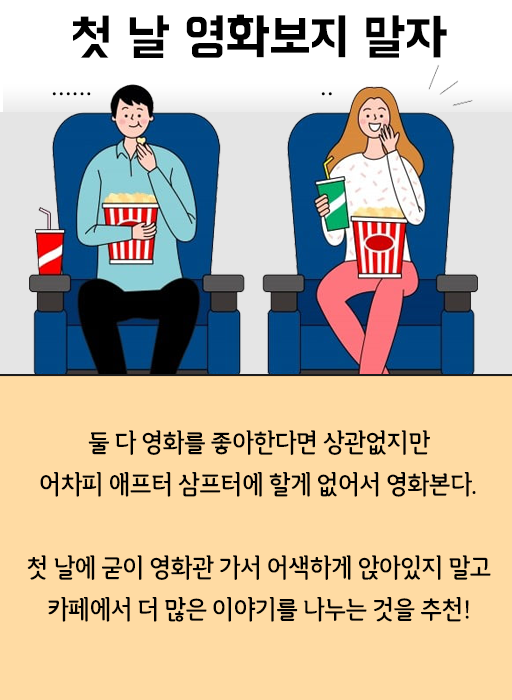 첫 날 영화보지 말자
......
..
둘 다 영화를 좋아한다면 상관없지만
어차피 애프터 삼프터에 할게 없어서 영화본다.
첫 날에 굳이 영화관 가서 어색하게 앉아있지 말고
카페에서 더 많은 이야기를 나누는 것을 추천!